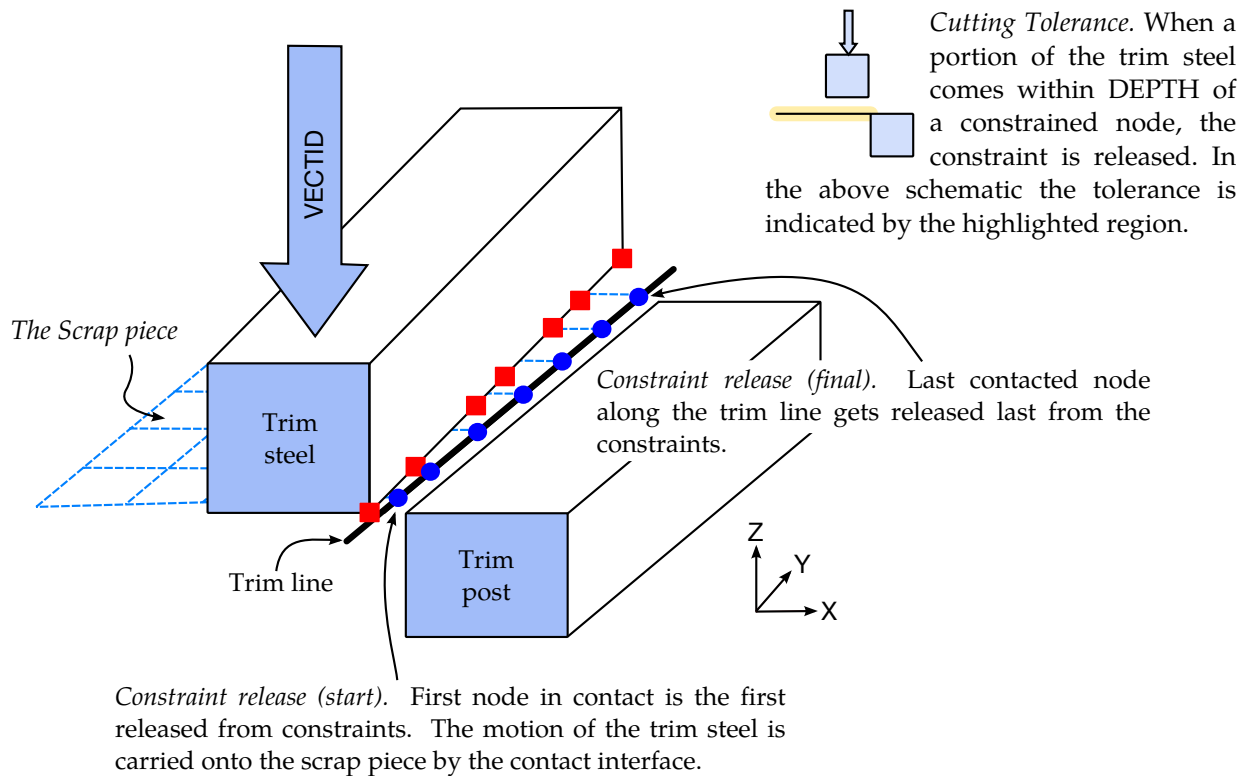 Cutting Tolerance. When a
portion of the trim steel
comes within DEPTH of
a constrained node, the
constraint is released. In
the above schematic the tolerance is
indicated by the highlighted region.
VECTID
The Scrap piece
Trim
steel
Constraint release (final). Last contacted node
along the trim line gets released last from the
constraints.
Trim line
Trim
post
Z
Y
X
Constraint release (start). First node in contact is the first
released from constraints. The motion of the trim steel is
carried onto the scrap piece by the contact interface.